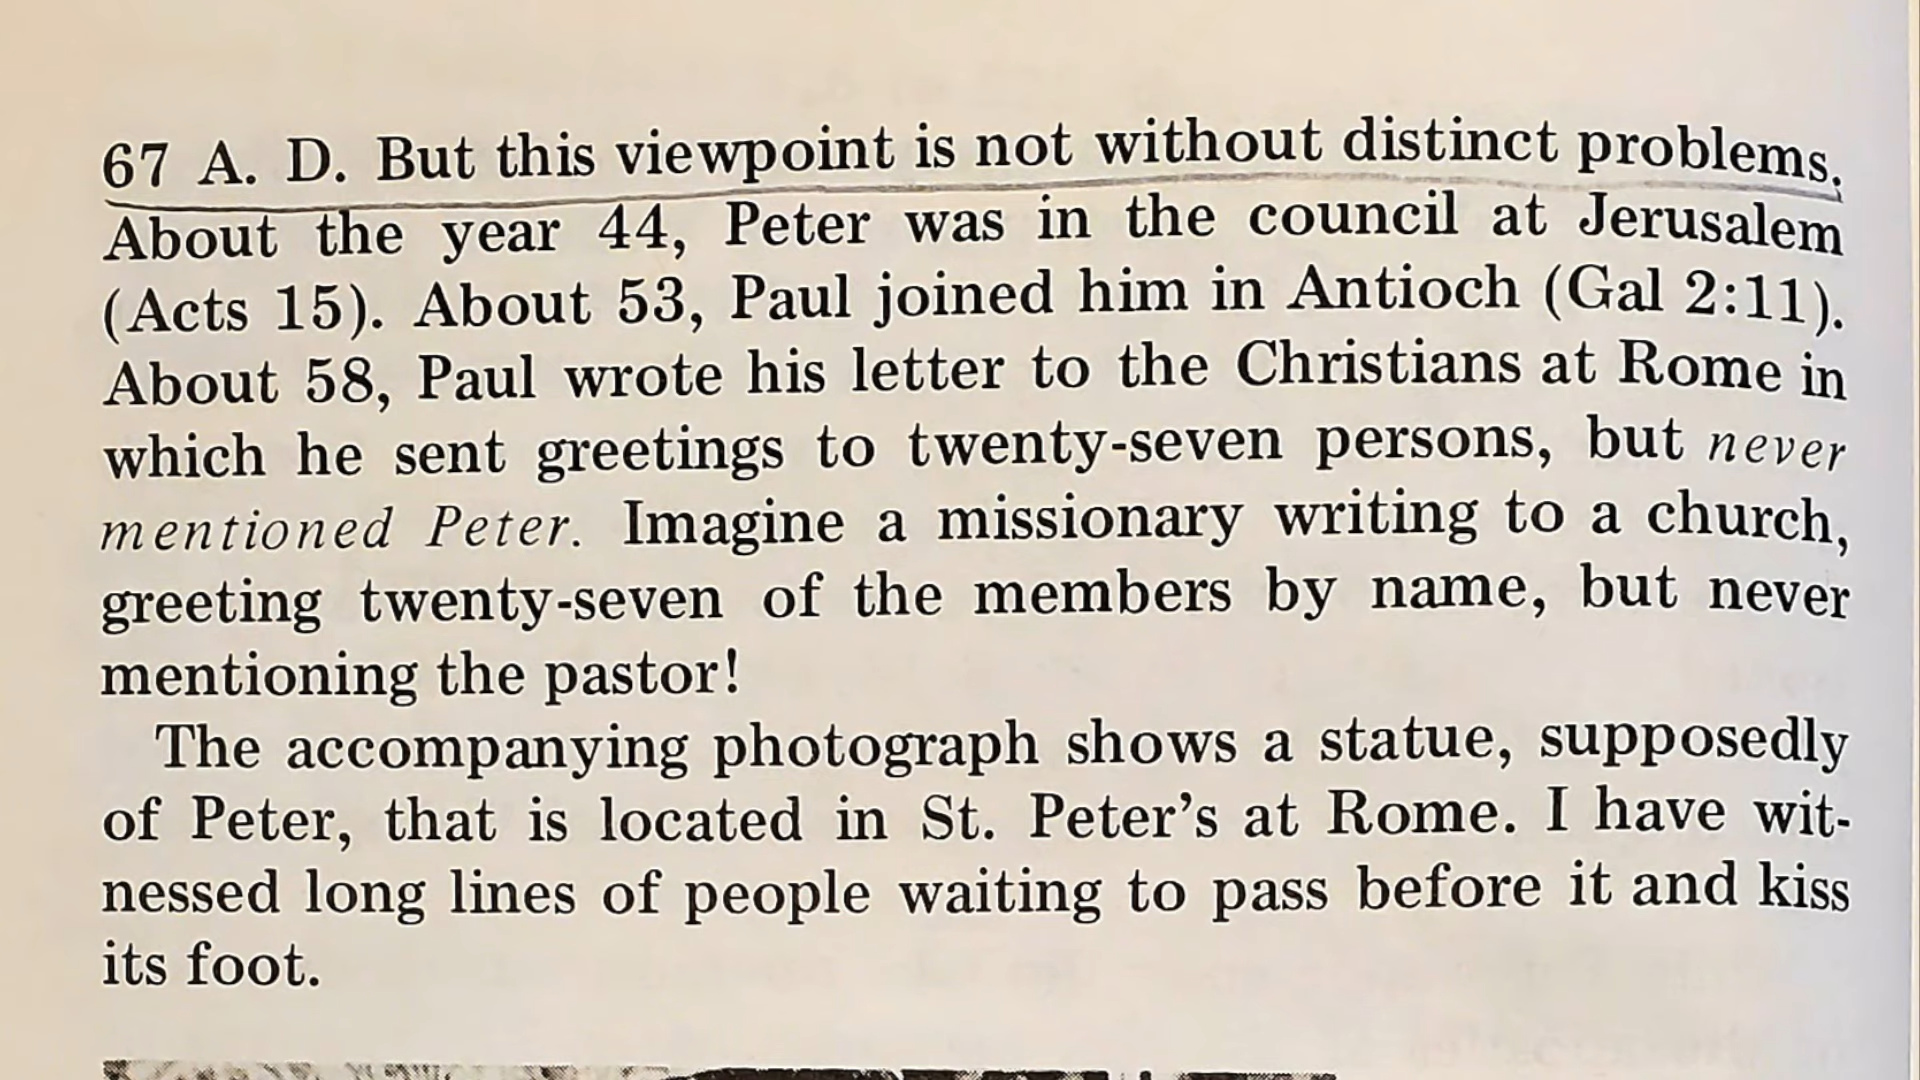 67 A. D. But this viewpoint is not without distinct problems.
About the year 44, Peter was in the council at Jerusalem
(Acts 15). About 53, Paul joined him in Antioch (Gal 2:11).
About 58, Paul wrote his letter to the Christians at Rome in
which he sent greetings to twenty-seven persons, but never
mentioned Peter. Imagine a missionary writing to a church,
greeting twenty-seven of the members by name, but never
mentioning the pastor!
The accompanying photograph shows a statue, supposedly
of Peter, that is located in St. Peter's at Rome. I have wit-
nessed long lines of people waiting to pass before it and kiss
its foot.